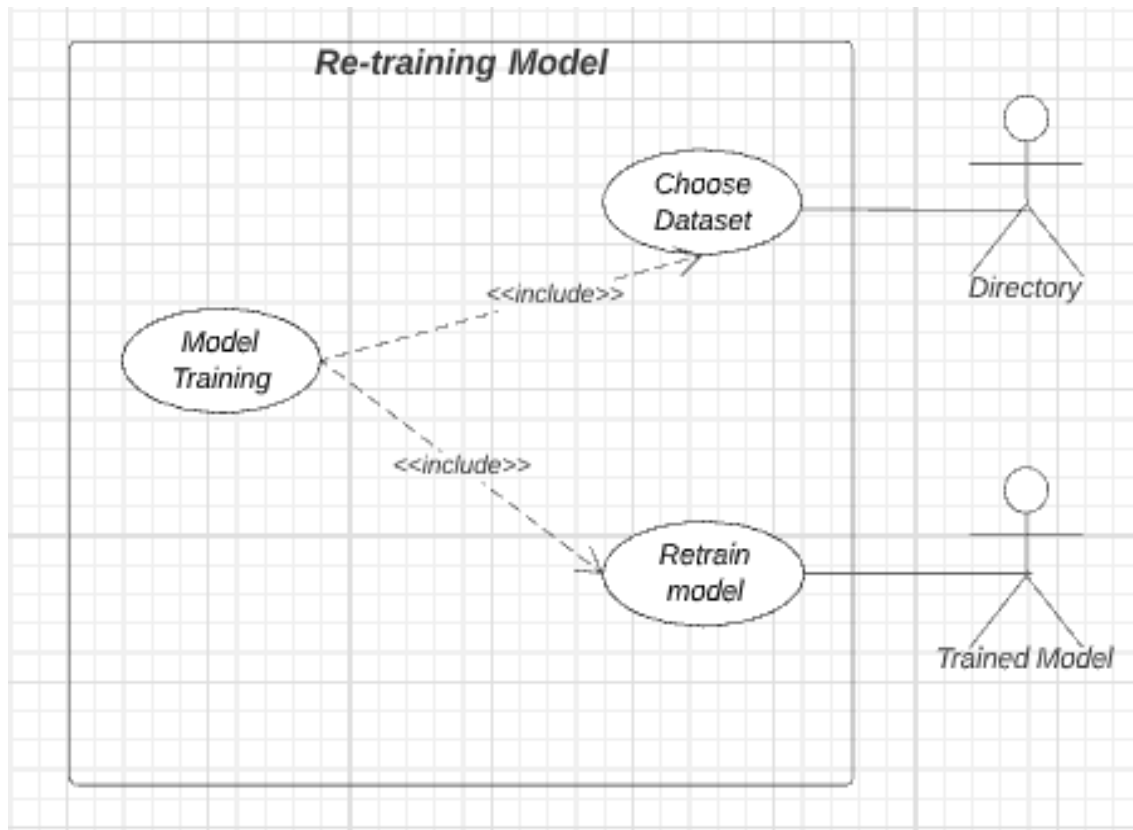 Re-training Model
Choose
Dataset
<<include>>
Directory
Model
Training
<<include>>
Retrain
model
Trained Model